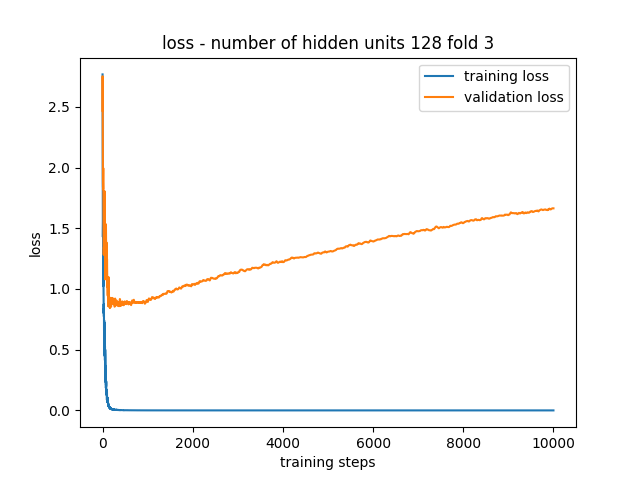 loss - number of hidden units 128 fold 3
training loss
validation loss
2.5
2.0
1.5
1.0
0.5
0.0
loss
0 2000 4000 6000 8000 10000
training steps